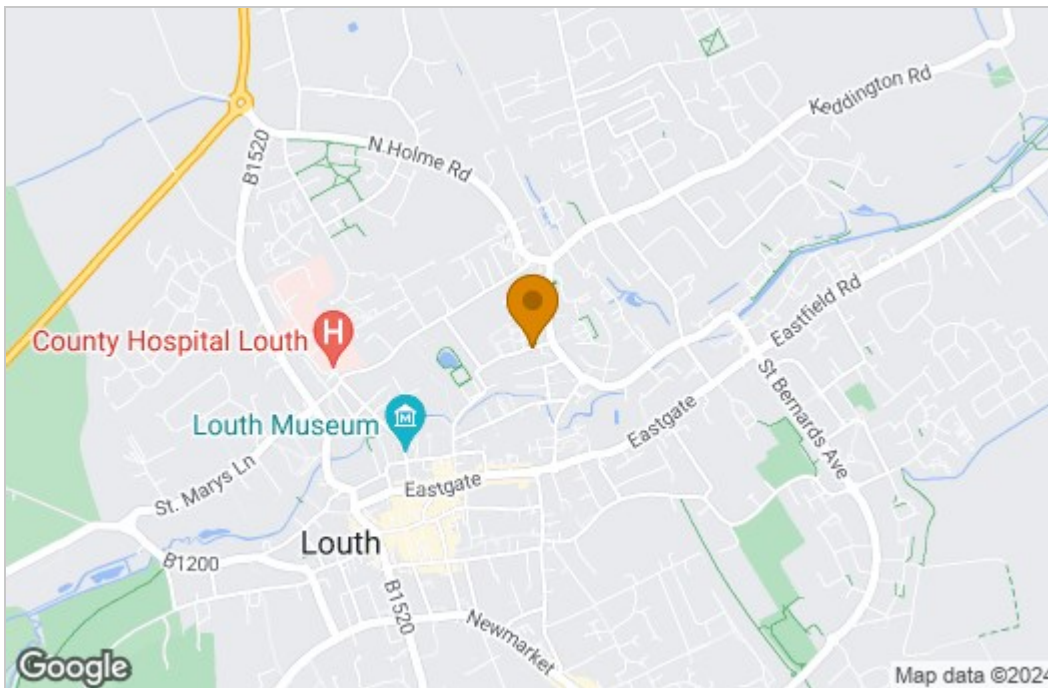 Keddington Rd
N Holme Rd
B1520
County Hospital Louth
H
Eastfield Rd
Louth Museum
M
St Bernards Ave
Eastgate
St. Marys Ln
Eastgate
Louth
B1200
B1520
Newmarket
Google
Map data ©2024